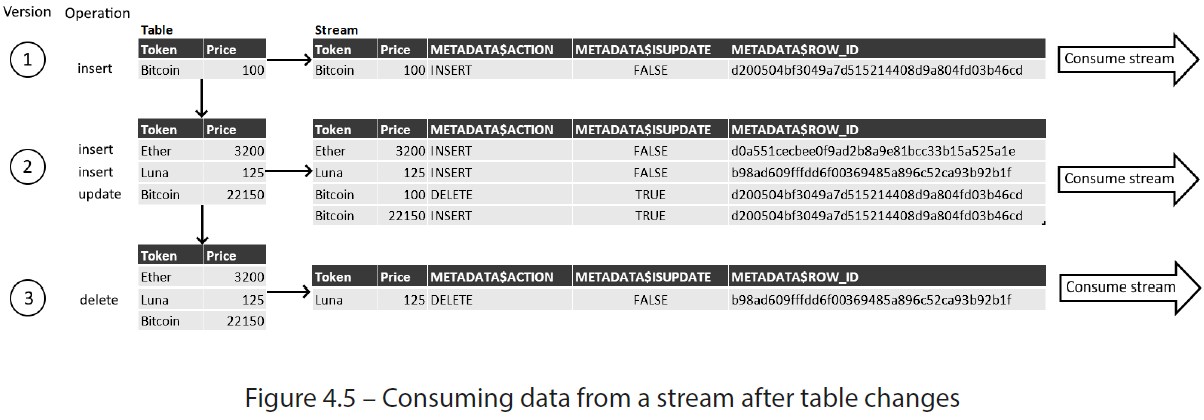 Version Operation
Table Stream
Token Price Token Price METADATA$ACTION METADATA$ISUPDATE METADATA$ROW_ID
1 insert Bitcoin 100 Bitcoin 100 INSERT FALSE d200504bf3049a7d515214408d9a804fd03b46cd Consume stream
Token Price Token Price METADATA$ACTION METADATA$ISUPDATE METADATA$ROW_ID
insert Ether 3200 Ether 3200 INSERT FALSE d0a551cecbee0f9ad2b8a9e81bcc33b15a525a1e
2 insert Luna 125 Luna 125 INSERT FALSE b98ad609fffdd6f00369485a896c52ca93b92b1f Consume stream
update Bitcoin 22150 Bitcoin 100 DELETE TRUE d200504bf3049a7d515214408d9a804fd03b46cd
Bitcoin 22150 INSERT TRUE d200504bf3049a7d515214408d9a804fd03b46cd
Token Price
Ether 3200 Token Price METADATA$ACTION METADATA$ISUPDATE METADATA$ROW_ID
3 delete Luna 125 Luna 125 DELETE FALSE b98ad609fffdd6f00369485a896c52ca93b92b1f Consume stream
Bitcoin 22150
Figure 4.5 – Consuming data from a stream after table changes